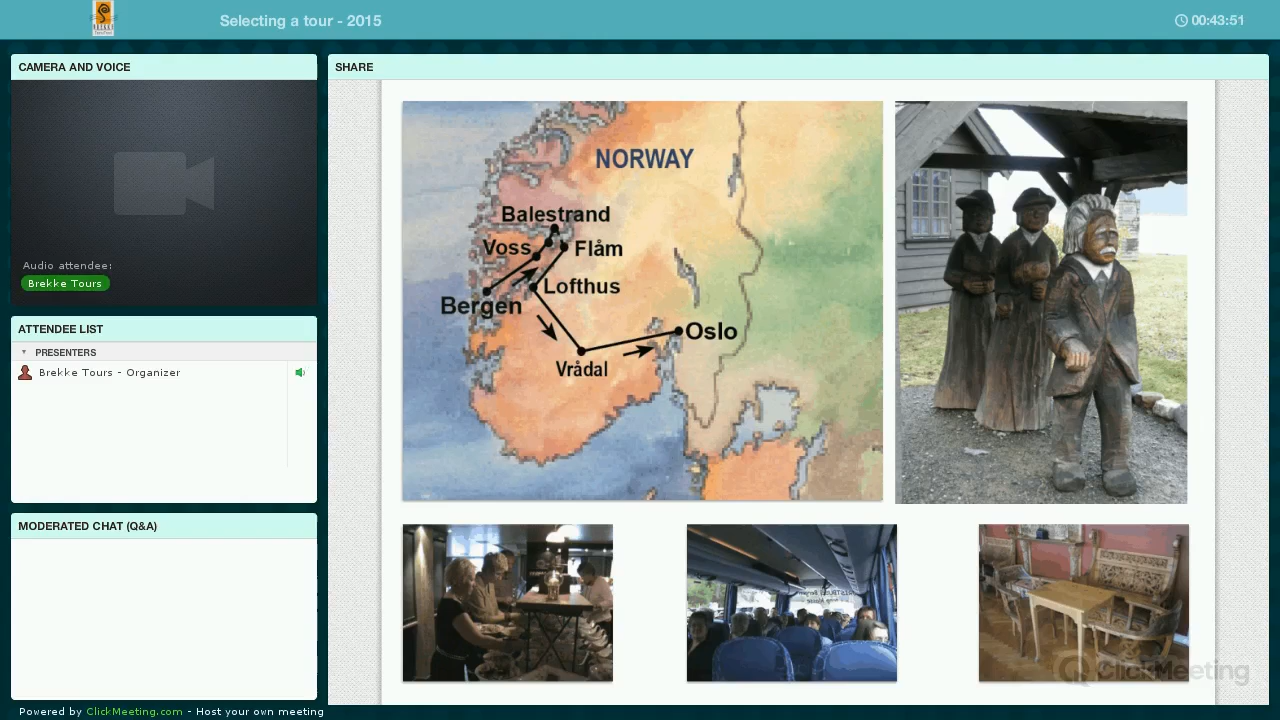 Selecting a tour - 2015
00:43:51
CAMERA AND VOICE
Audio attendee:
Brekke Tours
ATTENDEE LIST
PRESENTERS
Brekke Tours - Organizer
MODERATED CHAT (Q&A)
Powered by ClickMeeting.com - Host your own meeting
SHARE
NORWAY
Balestrand
Voss
Flåm
Lofthus
Bergen
Oslo
Vrådal
ClickMeeting